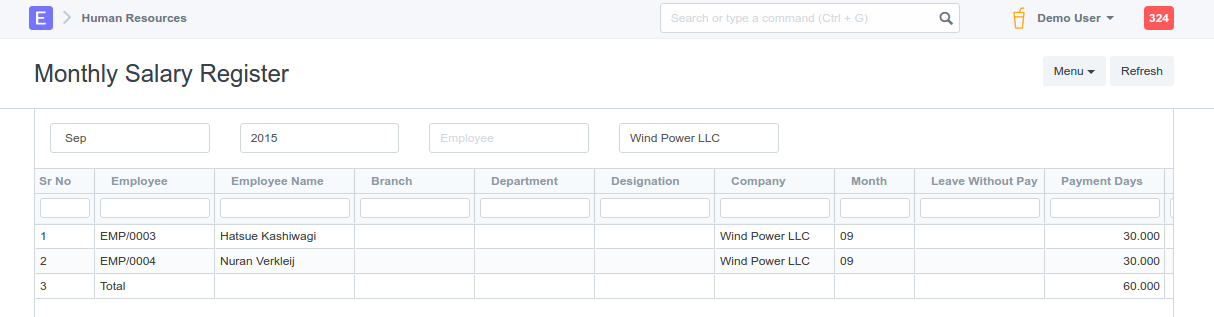 E Human Resources Search or type a command (Ctrl + G) Demo User 324
Monthly Salary Register Menu Refresh
Sep 2015 Employee Wind Power LLC
Sr No Employee Employee Name Branch Department Designation Company Month Leave Without Pay Payment Days
1 EMP/0003 Hatsue Kashiwagi Wind Power LLC 09 30.000
2 EMP/0004 Nuran Verkleij Wind Power LLC 09 30.000
3 Total 60.000